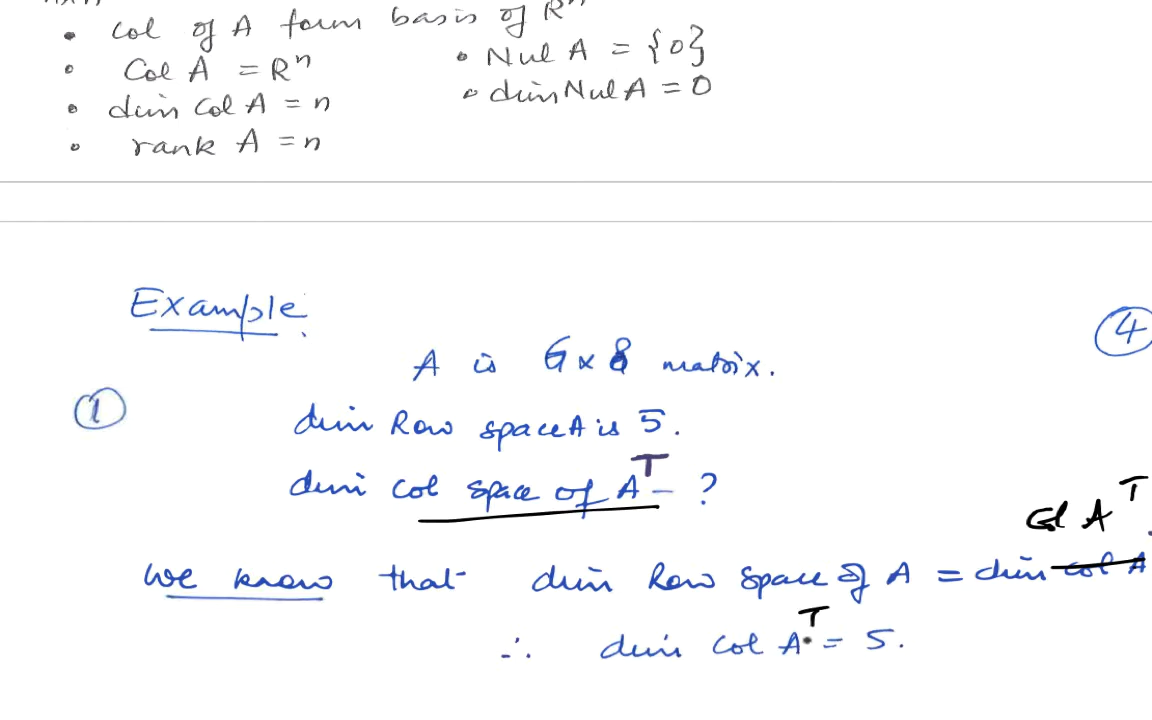 • Col of A form basis of Rⁿ
• Col A = Rⁿ
• Nul A = {0}
• dim Col A = n
• dim Nul A = 0
• rank A = n
Example:
④
A is 6x8 matrix.
① dim Row space A is 5.
dim col space of Aᵀ - ?
Col Aᵀ.
We know that dim Row space of A = dim col A
∴ dim Col Aᵀ = 5.